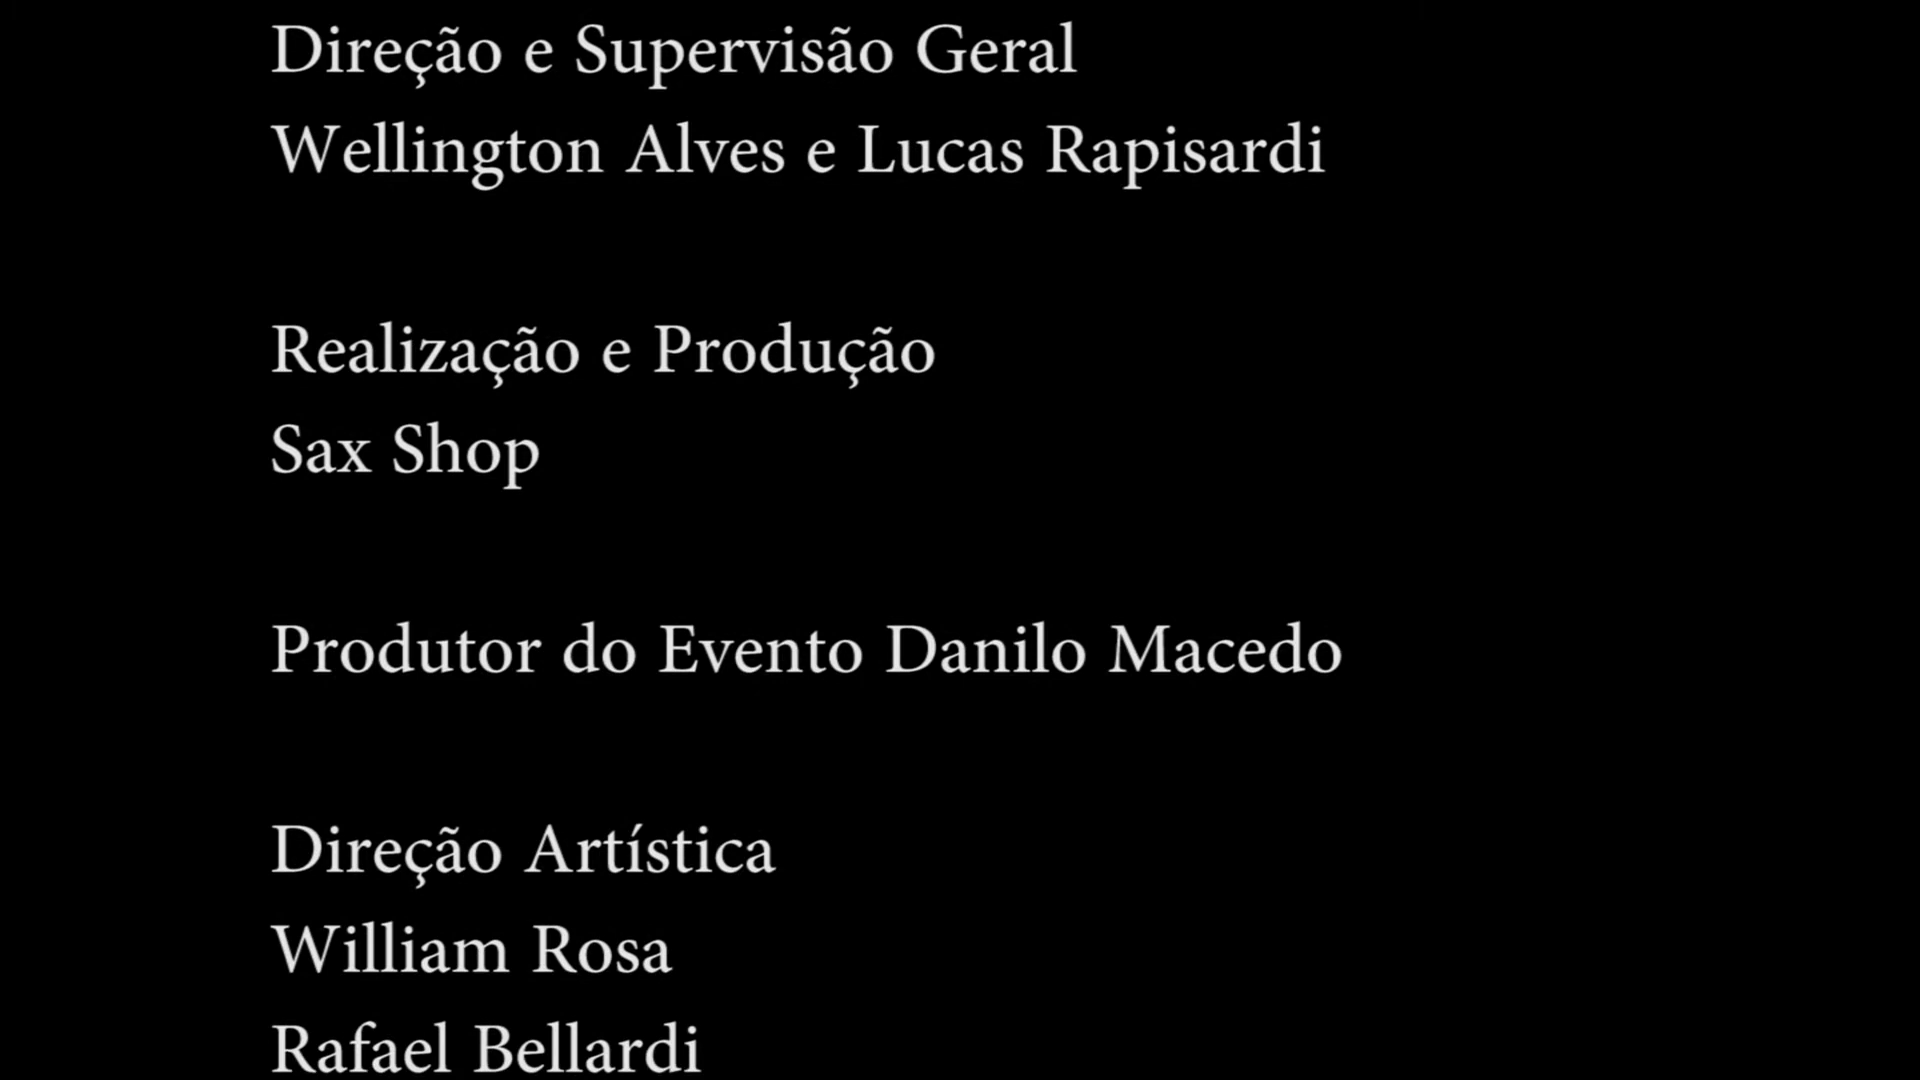 Direção e Supervisão Geral
Wellington Alves e Lucas Rapisardi
Realização e Produção
Sax Shop
Produtor do Evento Danilo Macedo
Direção Artística
William Rosa
Rafael Bellardi